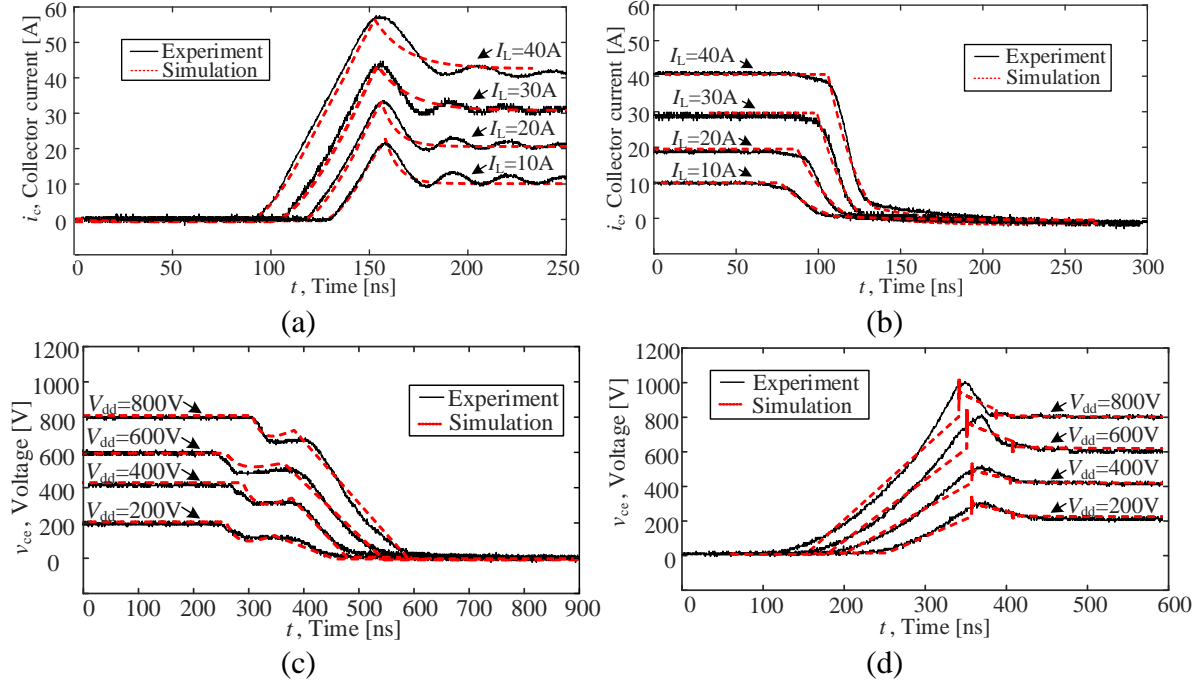 60
50
40
30
20
10
0
i_c, Collector current [A]
Experiment
Simulation
I_L=40A
I_L=30A
I_L=20A
I_L=10A
0 50 100 150 200 250
t, Time [ns]
(a)
60
50
40
30
20
10
0
i_c, Collector current [A]
I_L=40A
I_L=30A
I_L=20A
I_L=10A
Experiment
Simulation
0 50 100 150 200 250 300
t, Time [ns]
(b)
1200
1000
800
600
400
200
0
v_ce, Voltage [V]
Experiment
Simulation
V_dd=800V
V_dd=600V
V_dd=400V
V_dd=200V
0 100 200 300 400 500 600 700 800 900
t, Time [ns]
(c)
1200
1000
800
600
400
200
0
v_ce, Voltage [V]
Experiment
Simulation
V_dd=800V
V_dd=600V
V_dd=400V
V_dd=200V
0 100 200 300 400 500 600
t, Time [ns]
(d)